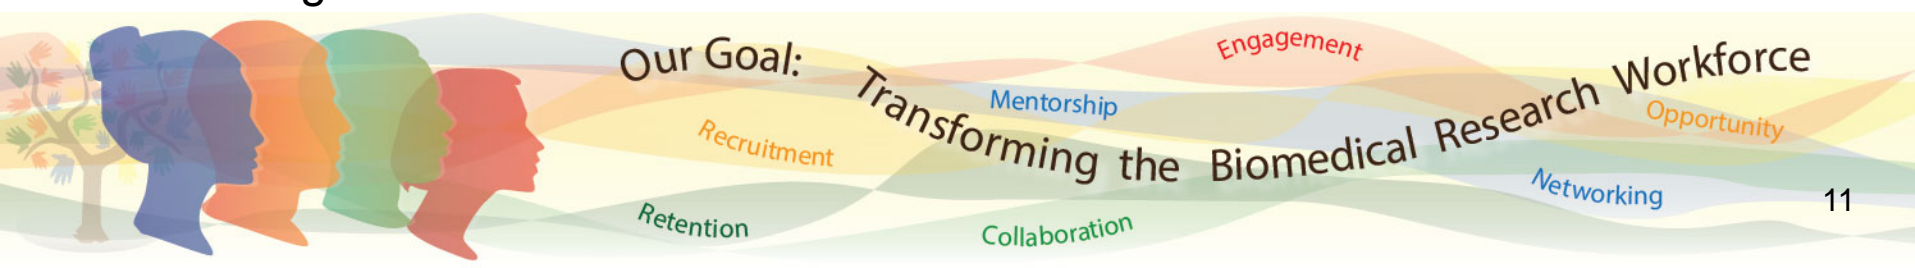 Our Goal: Transforming the Biomedical Research Workforce
Engagement
Mentorship
Opportunity
Recruitment
Networking
11
Retention
Collaboration